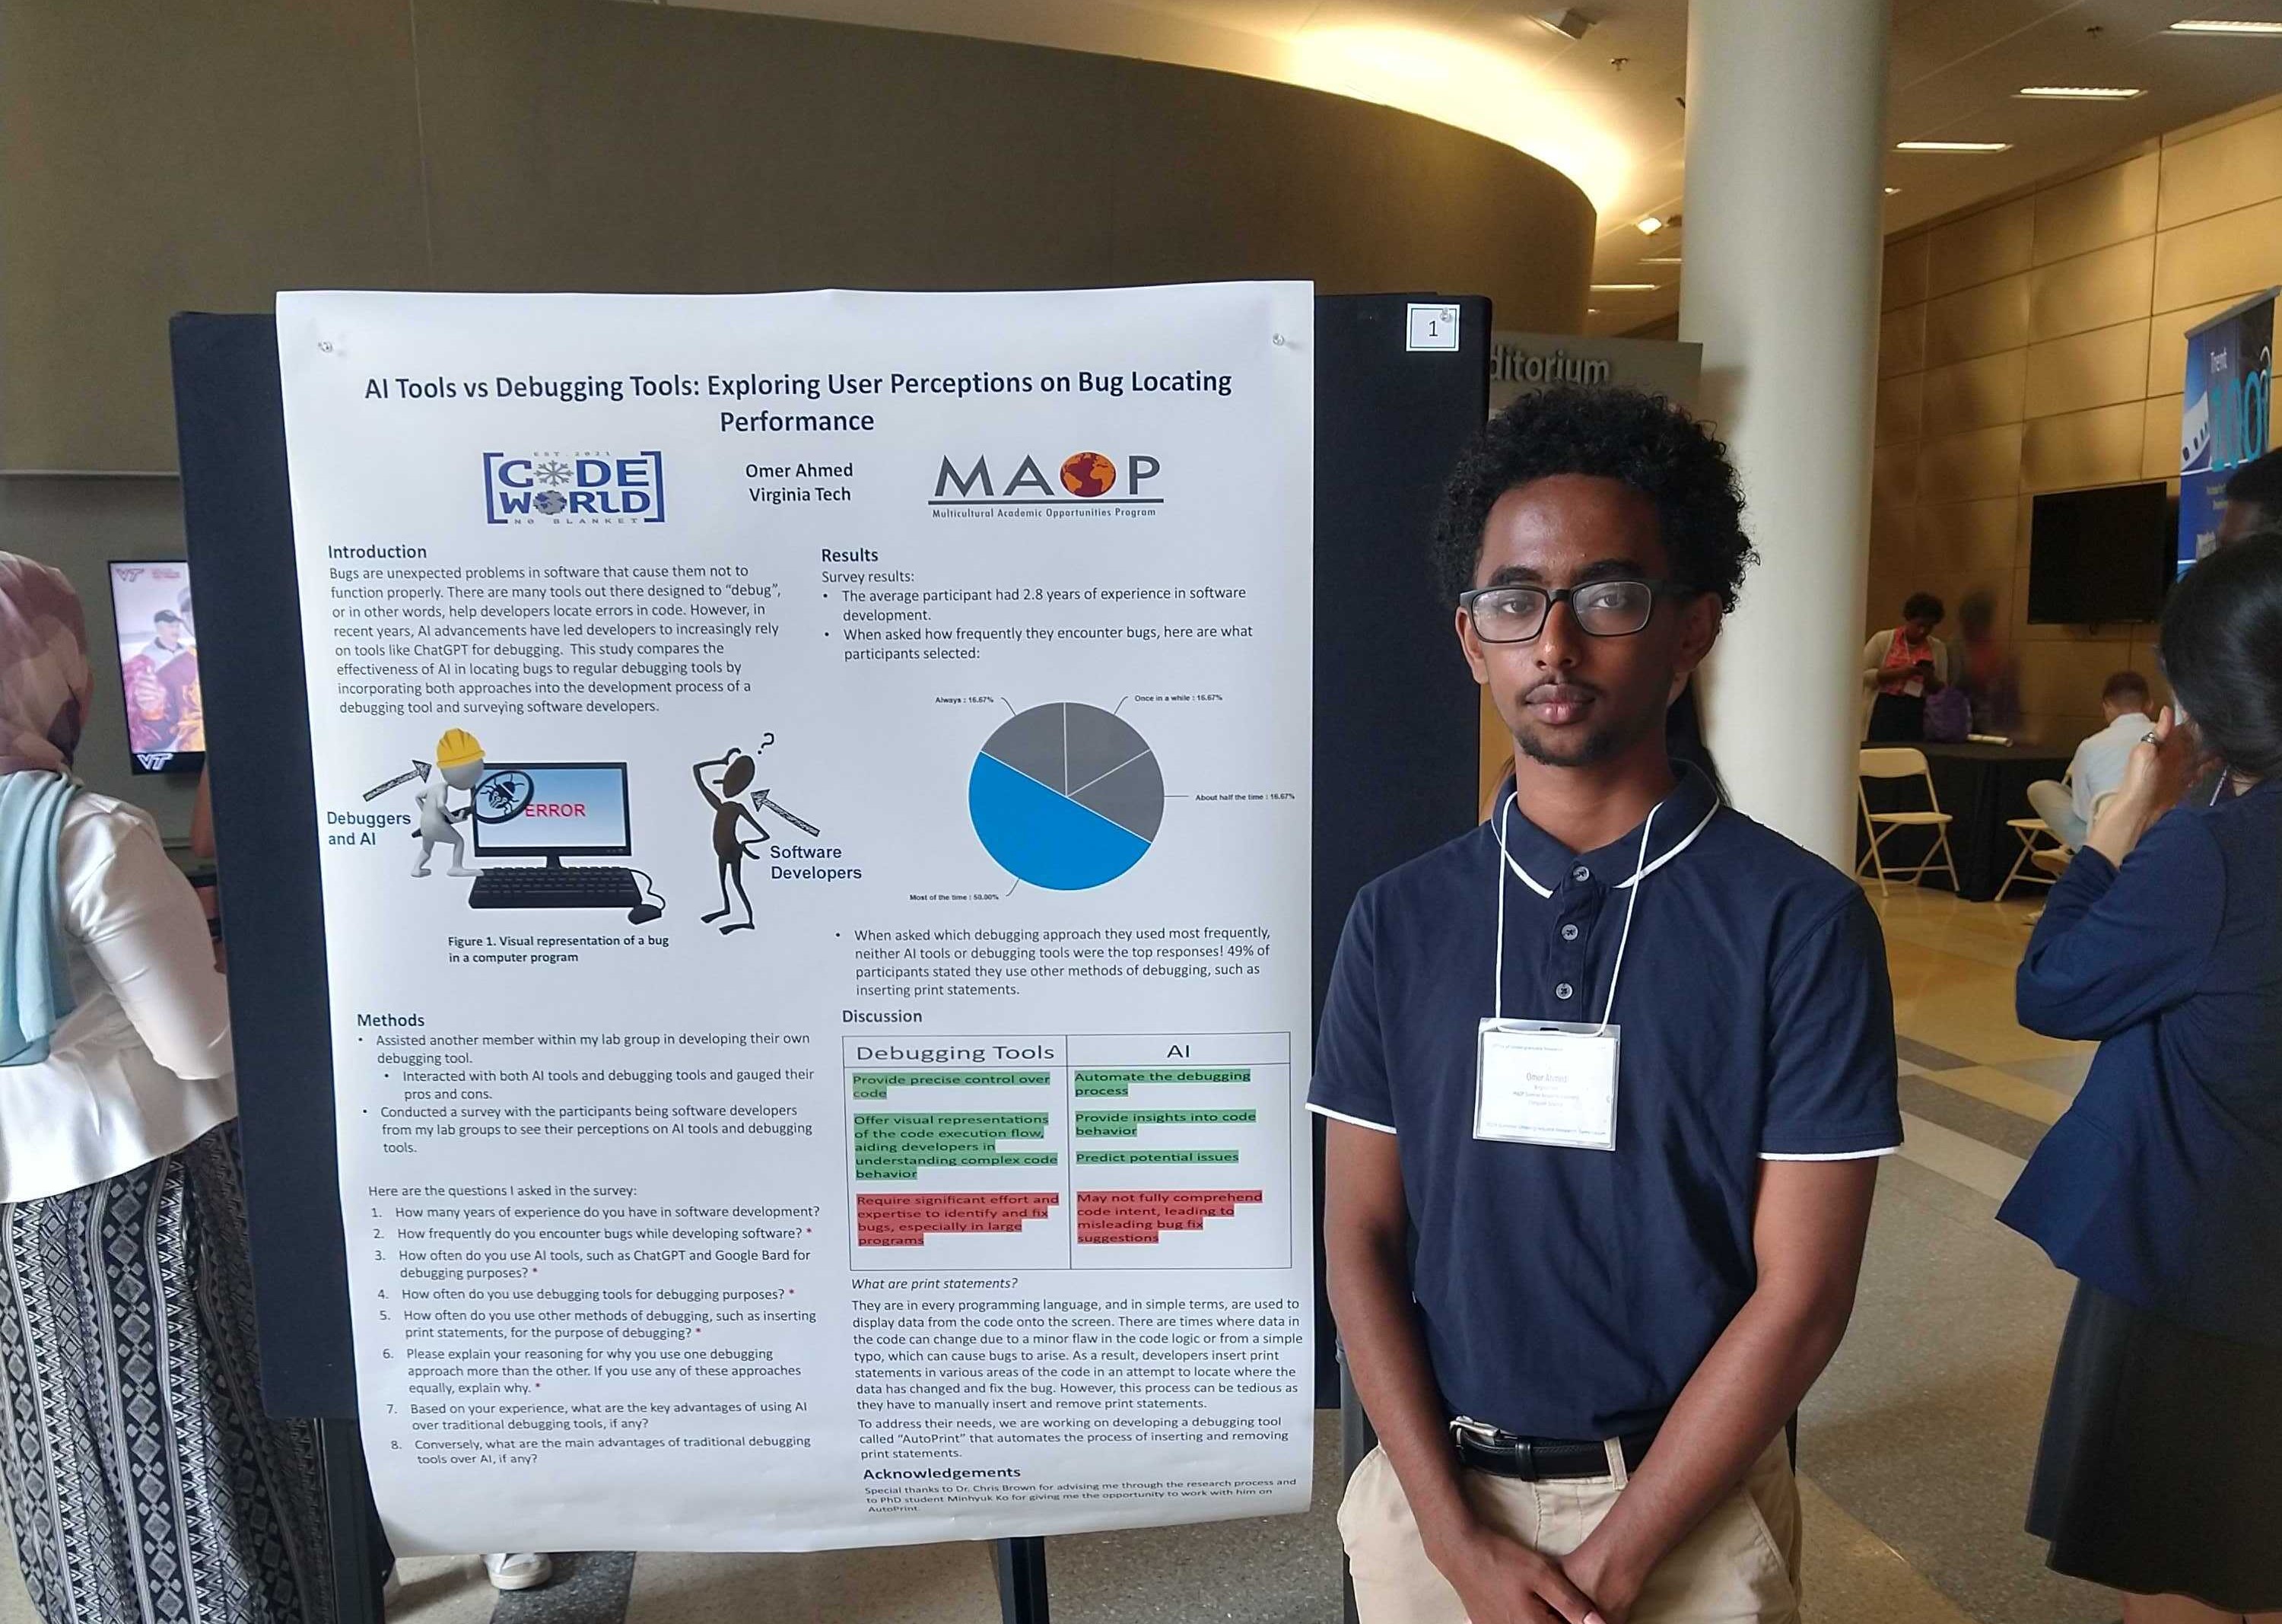 1
ditorium
AI Tools vs Debugging Tools: Exploring User Perceptions on Bug Locating
Performance
EST. 2021
CODE
WORLD
NO BLANKET
Omer Ahmed
Virginia Tech
MAOP
Multicultural Academic Opportunities Program
Introduction
Bugs are unexpected problems in software that cause them not to
function properly. There are many tools out there designed to “debug”,
or in other words, help developers locate errors in code. However, in
recent years, AI advancements have led developers to increasingly rely
on tools like ChatGPT for debugging. This study compares the
effectiveness of AI in locating bugs to regular debugging tools by
incorporating both approaches into the development process of a
debugging tool and surveying software developers.
Debuggers
and AI
ERROR
?
Software
Developers
Figure 1. Visual representation of a bug
in a computer program
Methods
• Assisted another member within my lab group in developing their own
debugging tool.
• Interacted with both AI tools and debugging tools and gauged their
pros and cons.
• Conducted a survey with the participants being software developers
from my lab groups to see their perceptions on AI tools and debugging
tools.
Here are the questions I asked in the survey:
1. How many years of experience do you have in software development?
2. How frequently do you encounter bugs while developing software? *
3. How often do you use AI tools, such as ChatGPT and Google Bard for
debugging purposes? *
4. How often do you use debugging tools for debugging purposes? *
5. How often do you use other methods of debugging, such as inserting
print statements, for the purpose of debugging? *
6. Please explain your reasoning for why you use one debugging
approach more than the other. If you use any of these approaches
equally, explain why. *
7. Based on your experience, what are the key advantages of using AI
over traditional debugging tools, if any?
8. Conversely, what are the main advantages of traditional debugging
tools over AI, if any?
Results
Survey results:
• The average participant had 2.8 years of experience in software
development.
• When asked how frequently they encounter bugs, here are what
participants selected:
Always : 16.67%
Once in a while : 16.67%
About half the time : 16.67%
Most of the time : 50.00%
• When asked which debugging approach they used most frequently,
neither AI tools or debugging tools were the top responses! 49% of
participants stated they use other methods of debugging, such as
inserting print statements.
Discussion
Debugging Tools
Provide precise control over
code
Offer visual representations
of the code execution flow,
aiding developers in
understanding complex code
behavior
Require significant effort and
expertise to identify and fix
bugs, especially in large
programs
AI
Automate the debugging
process
Provide insights into code
behavior
Predict potential issues
May not fully comprehend
code intent, leading to
misleading bug fix
suggestions
What are print statements?
They are in every programming language, and in simple terms, are used to
display data from the code onto the screen. There are times where data in
the code can change due to a minor flaw in the code logic or from a simple
typo, which can cause bugs to arise. As a result, developers insert print
statements in various areas of the code in an attempt to locate where the
data has changed and fix the bug. However, this process can be tedious as
they have to manually insert and remove print statements.
To address their needs, we are working on developing a debugging tool
called “AutoPrint” that automates the process of inserting and removing
print statements.
Acknowledgements
Special thanks to Dr. Chris Brown for advising me through the research process and
to PhD student Minhyuk Ko for giving me the opportunity to work with him on
AutoPrint.
Omer Ahmed
VT
VT